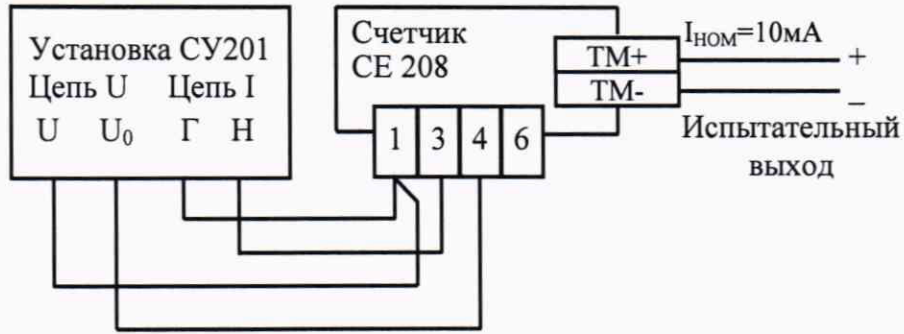 Установка СУ201
Цепь U Цепь I
U U₀ Г Н
Счетчик
СЕ 208
1 3 4 6
ТМ+
ТМ-
Iном=10мА
+
–
Испытательный
выход